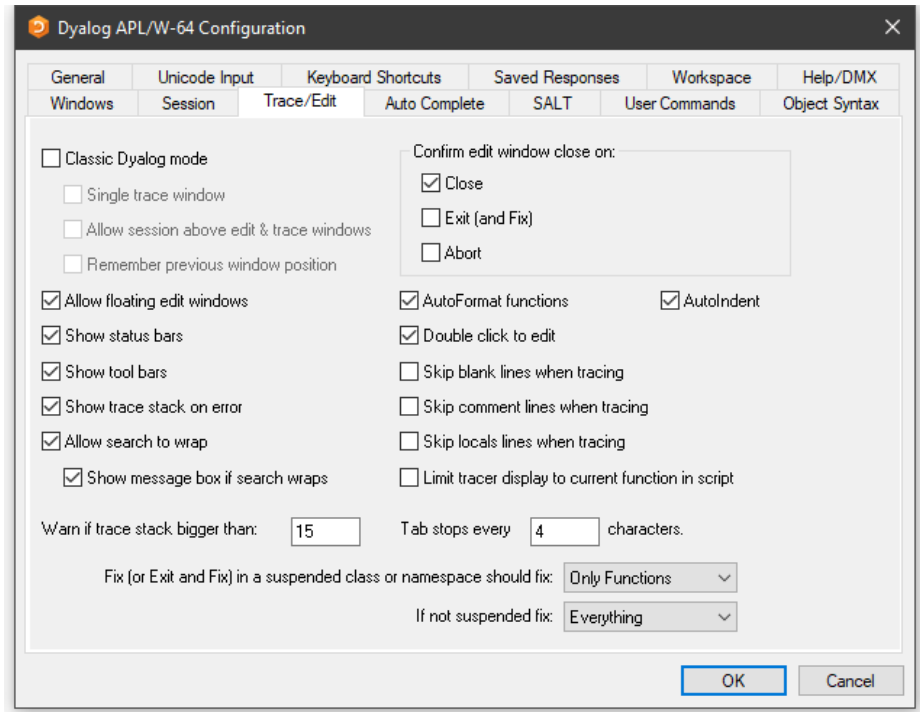 Dyalog APL/W-64 Configuration
General Unicode Input Keyboard Shortcuts Saved Responses Workspace Help/DMX
Windows Session Trace/Edit Auto Complete SALT User Commands Object Syntax
Classic Dyalog mode
Single trace window
Allow session above edit & trace windows
Remember previous window position
Confirm edit window close on:
Close
Exit (and Fix)
Abort
Allow floating edit windows
Show status bars
Show tool bars
Show trace stack on error
Allow search to wrap
Show message box if search wraps
AutoFormat functions AutoIndent
Double click to edit
Skip blank lines when tracing
Skip comment lines when tracing
Skip locals lines when tracing
Limit tracer display to current function in script
Warn if trace stack bigger than: 15 Tab stops every 4 characters.
Fix (or Exit and Fix) in a suspended class or namespace should fix: Only Functions
If not suspended fix: Everything
OK Cancel